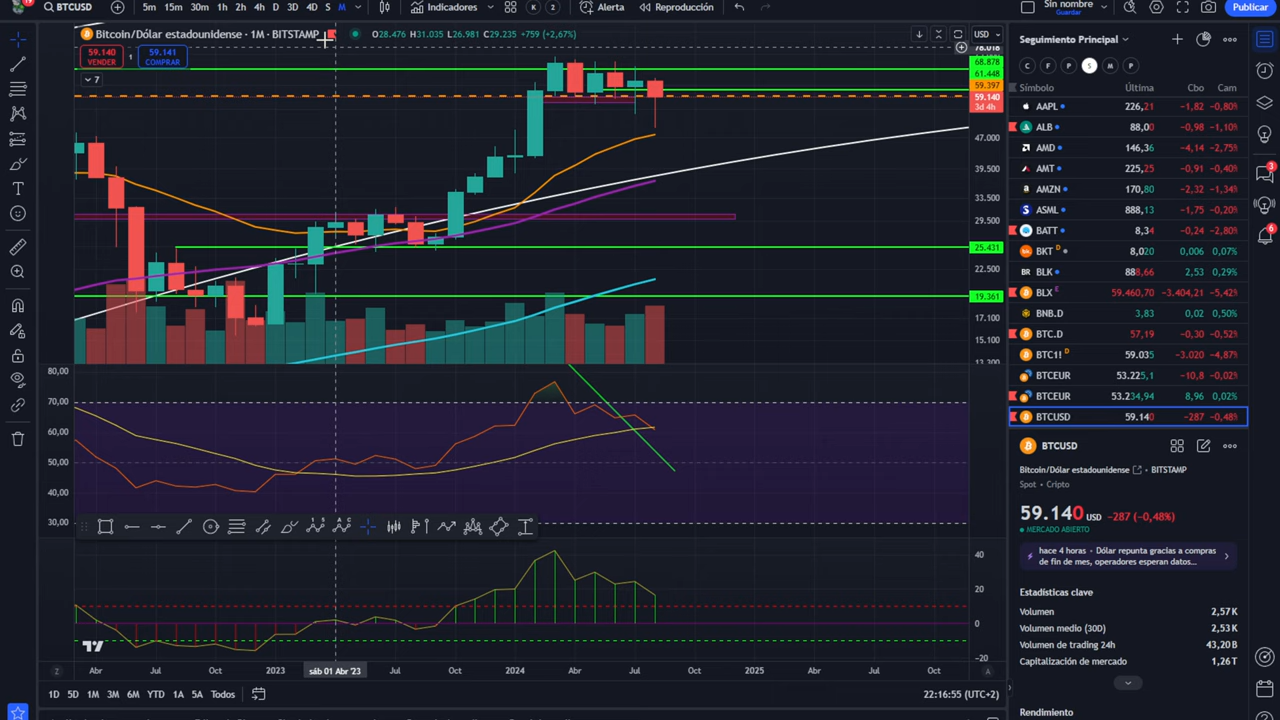 BTCUSD 5m 15m 30m 1h 2h 4h D 3D 4D S M Indicadores Alerta Reproducción Sin nombre Guardar Publicar
Bitcoin/Dólar estadounidense · 1M · BITSTAMP O28.476 H31.035 L26.981 C29.235 +759 (+2,67%) USD
59.140 VENDER 1 59.141 COMPRAR
7
78.018
68.878
61.448
59.397
59.140
3d 4h
47.000
39.500
33.500
29.500
25.431
22.500
19.361
17.100
15.100
13.300
80,00
70,00
60,00
50,00
40,00
30,00
40
20
0
−20
Z Abr Jul Oct 2023 sáb 01 Abr '23 Jul Oct 2024 Abr Jul Oct 2025 Abr Jul Oct A
1D 5D 1M 3M 6M YTD 1A 5A Todos 22:16:55 (UTC+2)
Seguimiento Principal
C F P S M P
Símbolo Última Cbo Cam
AAPL 226,21 −1,82 −0,80%
ALB 88,00 −0,98 −1,10%
AMD 146,36 −4,14 −2,75%
AMT 225,25 −0,91 −0,40%
AMZN 170,80 −2,32 −1,34%
ASML 888,13 −1,75 −0,20%
BATT 8,34 −0,24 −2,80%
BKT D 8,020 0,006 0,07%
BLK 888,66 2,53 0,29%
BLX E 59.460,70 −3.404,21 −5,42%
BNB.D 3,83 0,02 0,50%
BTC.D 57,19 −0,30 −0,52%
BTC1! D 59.035 −3.020 −4,87%
BTCEUR 53.225,1 −10,8 −0,02%
BTCEUR 53.234,94 8,96 0,02%
BTCUSD 59.140 −287 −0,48%
BTCUSD
Bitcoin/Dólar estadounidense · BITSTAMP
Spot · Cripto
59.140 USD −287 (−0,48%)
MERCADO ABIERTO
hace 4 horas · Dólar repunta gracias a compras
de fin de mes, operadores esperan datos...
Estadísticas clave
Volumen 2,57K
Volumen medio (30D) 2,53K
Volumen de trading 24h 43,20B
Capitalización de mercado 1,26T
Rendimiento
3
6